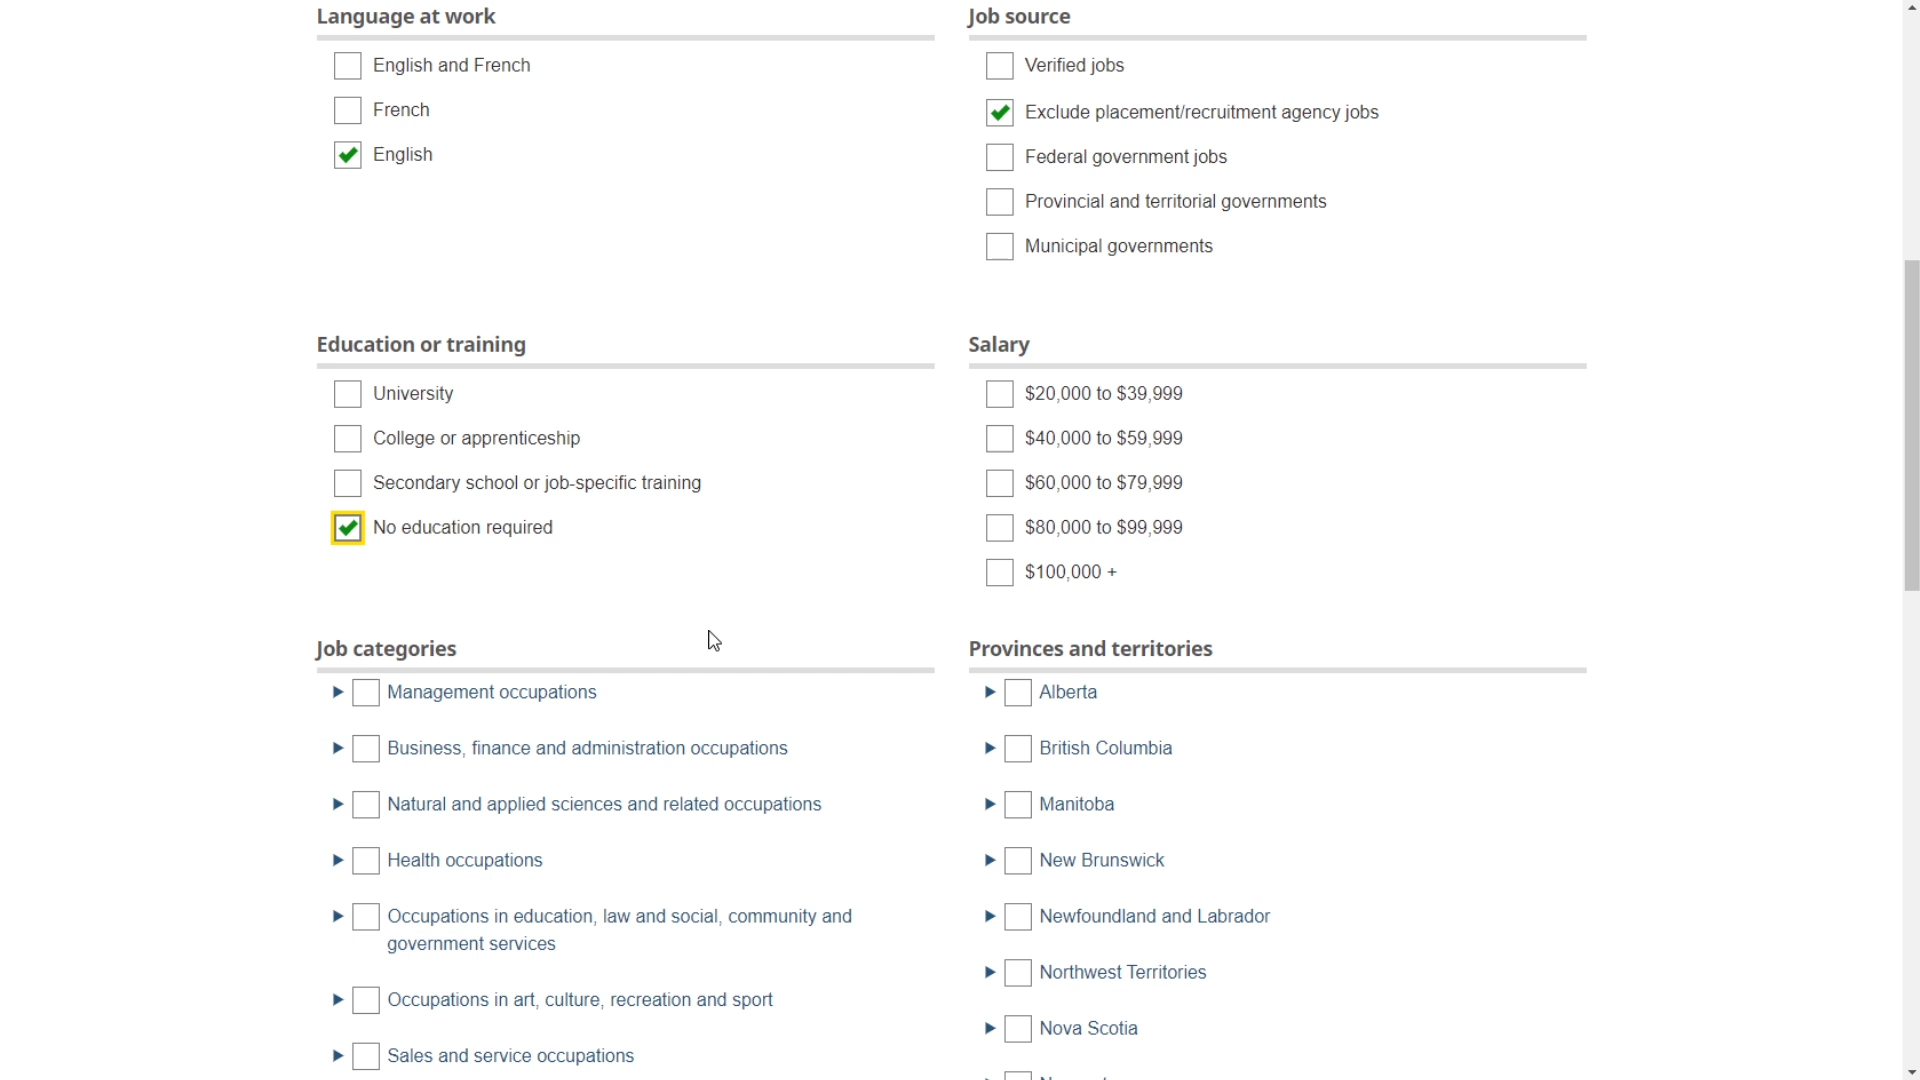 Language at work
English and French
French
English
Job source
Verified jobs
Exclude placement/recruitment agency jobs
Federal government jobs
Provincial and territorial governments
Municipal governments
Education or training
University
College or apprenticeship
Secondary school or job-specific training
No education required
Salary
$20,000 to $39,999
$40,000 to $59,999
$60,000 to $79,999
$80,000 to $99,999
$100,000 +
Job categories
Management occupations
Business, finance and administration occupations
Natural and applied sciences and related occupations
Health occupations
Occupations in education, law and social, community and
government services
Occupations in art, culture, recreation and sport
Sales and service occupations
Provinces and territories
Alberta
British Columbia
Manitoba
New Brunswick
Newfoundland and Labrador
Northwest Territories
Nova Scotia